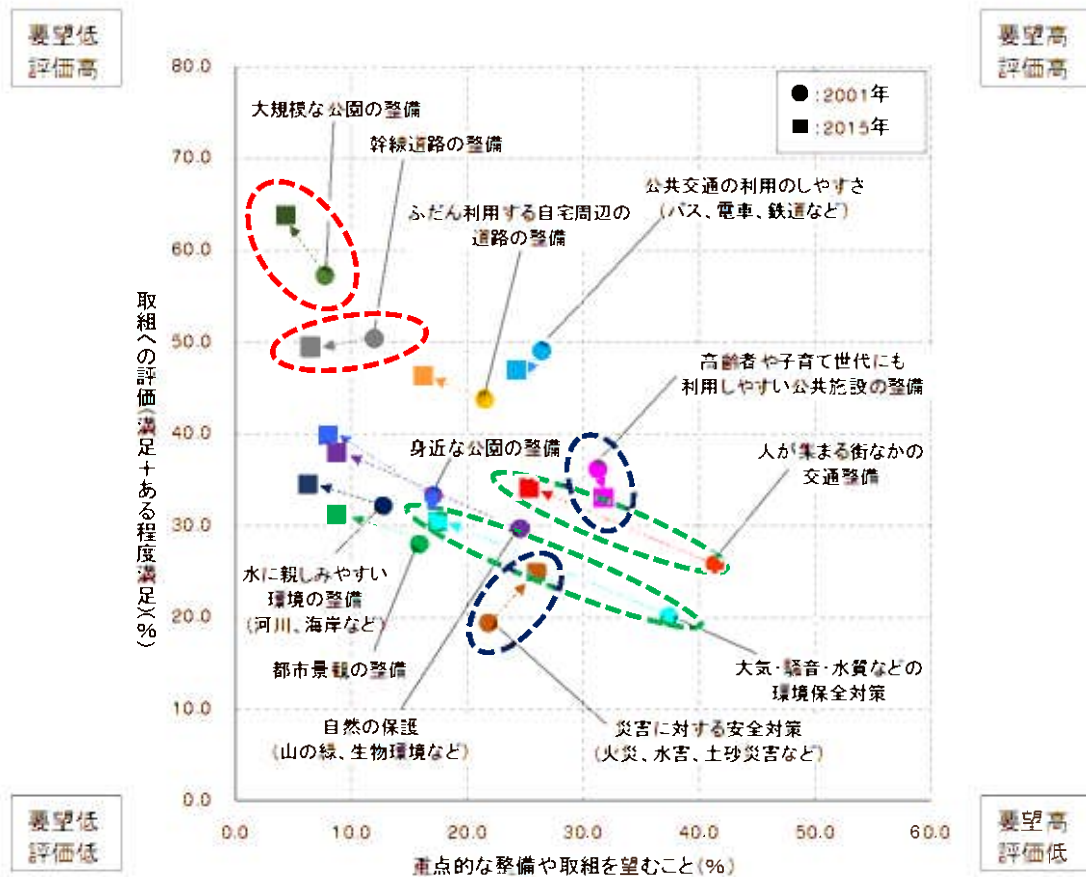 要望低
評価高
要望高
評価高
●:2001年
■:2015年
大規模な公園の整備
幹線道路の整備
公共交通の利用のしやすさ
(バス、電車、鉄道など)
ふだん利用する自宅周辺の
道路の整備
高齢者や子育て世代にも
利用しやすい公共施設の整備
身近な公園の整備
人が集まる街なかの
交通整備
水に親しみやすい
環境の整備
(河川、海岸など)
都市景観の整備
自然の保護
(山の緑、生物環境など)
災害に対する安全対策
(火災、水害、土砂災害など)
大気・騒音・水質などの
環境保全対策
取組への評価(満足+ある程度満足)(%)
80.0
70.0
60.0
50.0
40.0
30.0
20.0
10.0
0.0
0.0 10.0 20.0 30.0 40.0 50.0 60.0
重点的な整備や取組を望むこと(%)
要望低
評価低
要望高
評価低